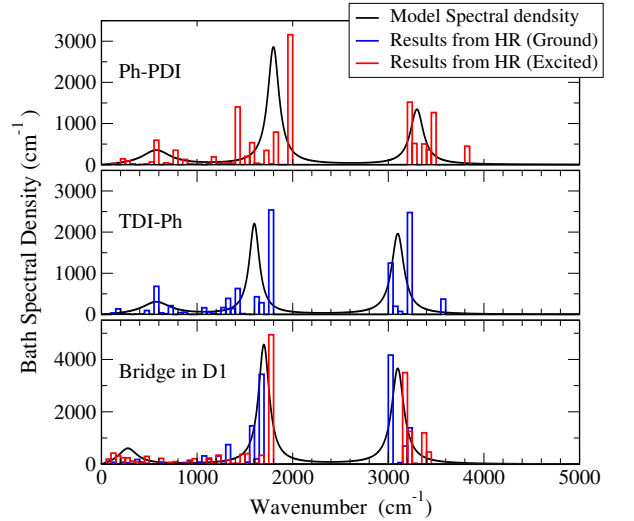 Model Spectral dendsity
Results from HR (Ground)
Results from HR (Excited)
Bath Spectral Density (cm⁻¹)
3000
2000
1000
0
Ph-PDI
3000
2000
1000
0
TDI-Ph
4000
2000
0
Bridge in D1
0 1000 2000 3000 4000 5000
Wavenumber (cm⁻¹)